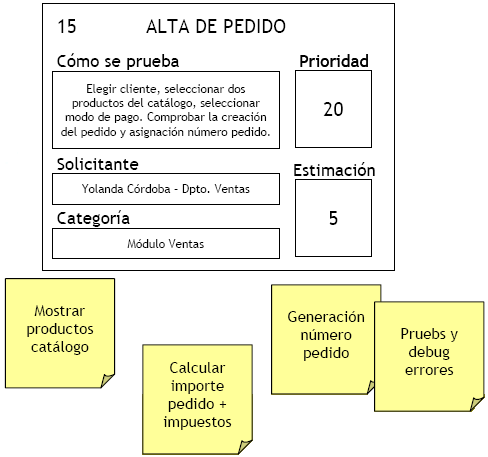 15 ALTA DE PEDIDO
Cómo se prueba
Elegir cliente, seleccionar dos
productos del catálogo, seleccionar
modo de pago. Comprobar la creación
del pedido y asignación número pedido.
Prioridad
20
Solicitante
Yolanda Córdoba – Dpto. Ventas
Estimación
5
Categoría
Módulo Ventas
Mostrar
productos
catálogo
Calcular
importe
pedido +
impuestos
Generación
número
pedido
Pruebs y
debug
errores